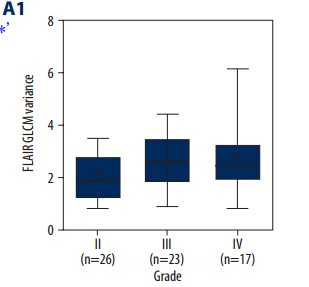 A1
*,
8
6
4
2
0
FLAIR GLCM variance
II III IV
(n=26) (n=23) (n=17)
Grade